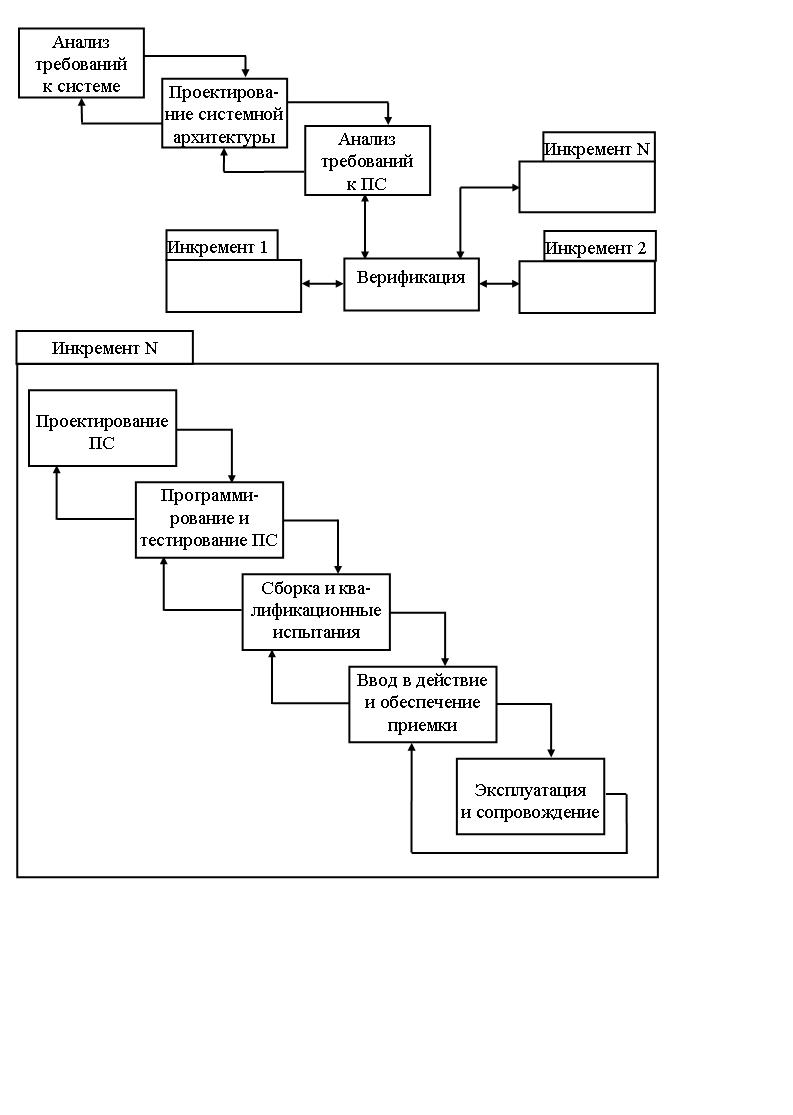 Анализ
требований
к системе
Проектирова-
ние системной
архитектуры
Анализ
требований
к ПС
Инкремент N
Инкремент 1
Верификация
Инкремент 2
Инкремент N
Проектирование
ПС
Программи-
рование и
тестирование ПС
Сборка и ква-
лификационные
испытания
Ввод в действие
и обеспечение
приемки
Эксплуатация
и сопровождение